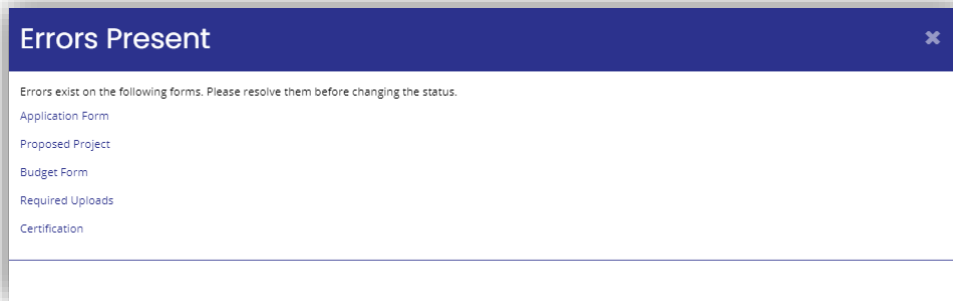 Errors Present
Errors exist on the following forms. Please resolve them before changing the status.
Application Form
Proposed Project
Budget Form
Required Uploads
Certification